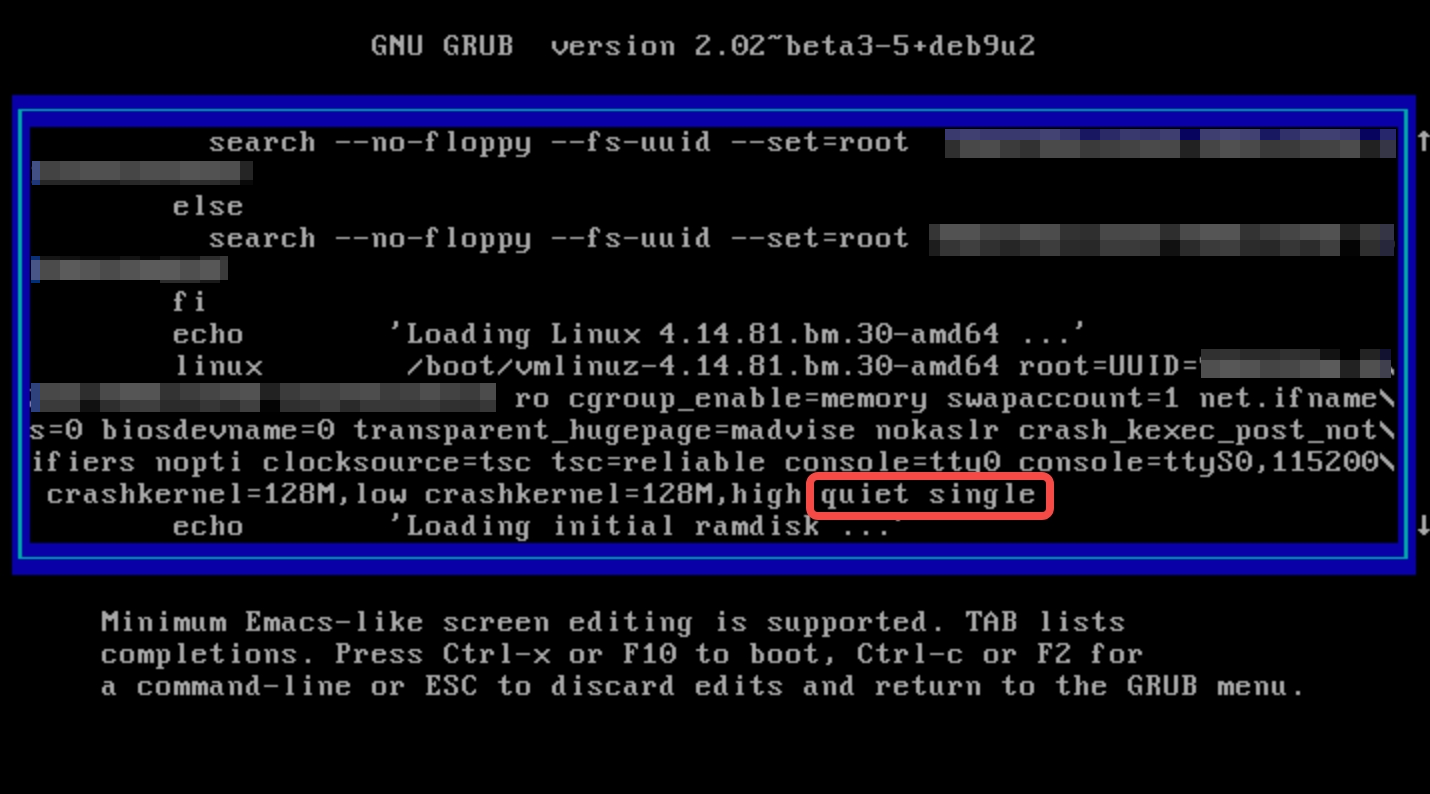 GNU GRUB  version 2.02~beta3-5+deb9u2
search --no-floppy --fs-uuid --set=root
else
search --no-floppy --fs-uuid --set=root
fi
echo        'Loading Linux 4.14.81.bm.30-amd64 ...'
linux        /boot/vmlinuz-4.14.81.bm.30-amd64 root=UUID=
ro cgroup_enable=memory swapaccount=1 net.ifname\
s=0 biosdevname=0 transparent_hugepage=madvise nokaslr crash_kexec_post_not\
ifiers nopti clocksource=tsc tsc=reliable console=tty0 console=ttyS0,115200\
crashkernel=128M,low crashkernel=128M,high quiet single
echo        'Loading initial ramdisk ...'
Minimum Emacs-like screen editing is supported. TAB lists
completions. Press Ctrl-x or F10 to boot, Ctrl-c or F2 for
a command-line or ESC to discard edits and return to the GRUB menu.